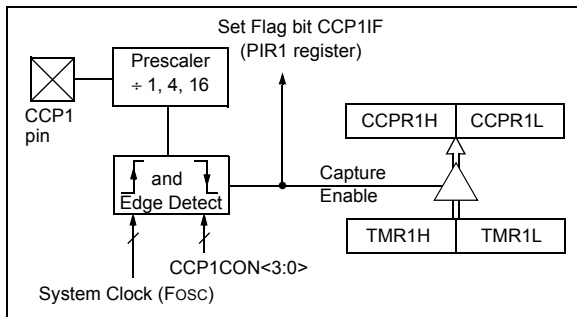 Set Flag bit CCP1IF
(PIR1 register)
Prescaler
÷ 1, 4, 16
CCP1
pin
CCPR1H
CCPR1L
and
Edge Detect
Capture
Enable
TMR1H
TMR1L
CCP1CON<3:0>
System Clock (FOSC)